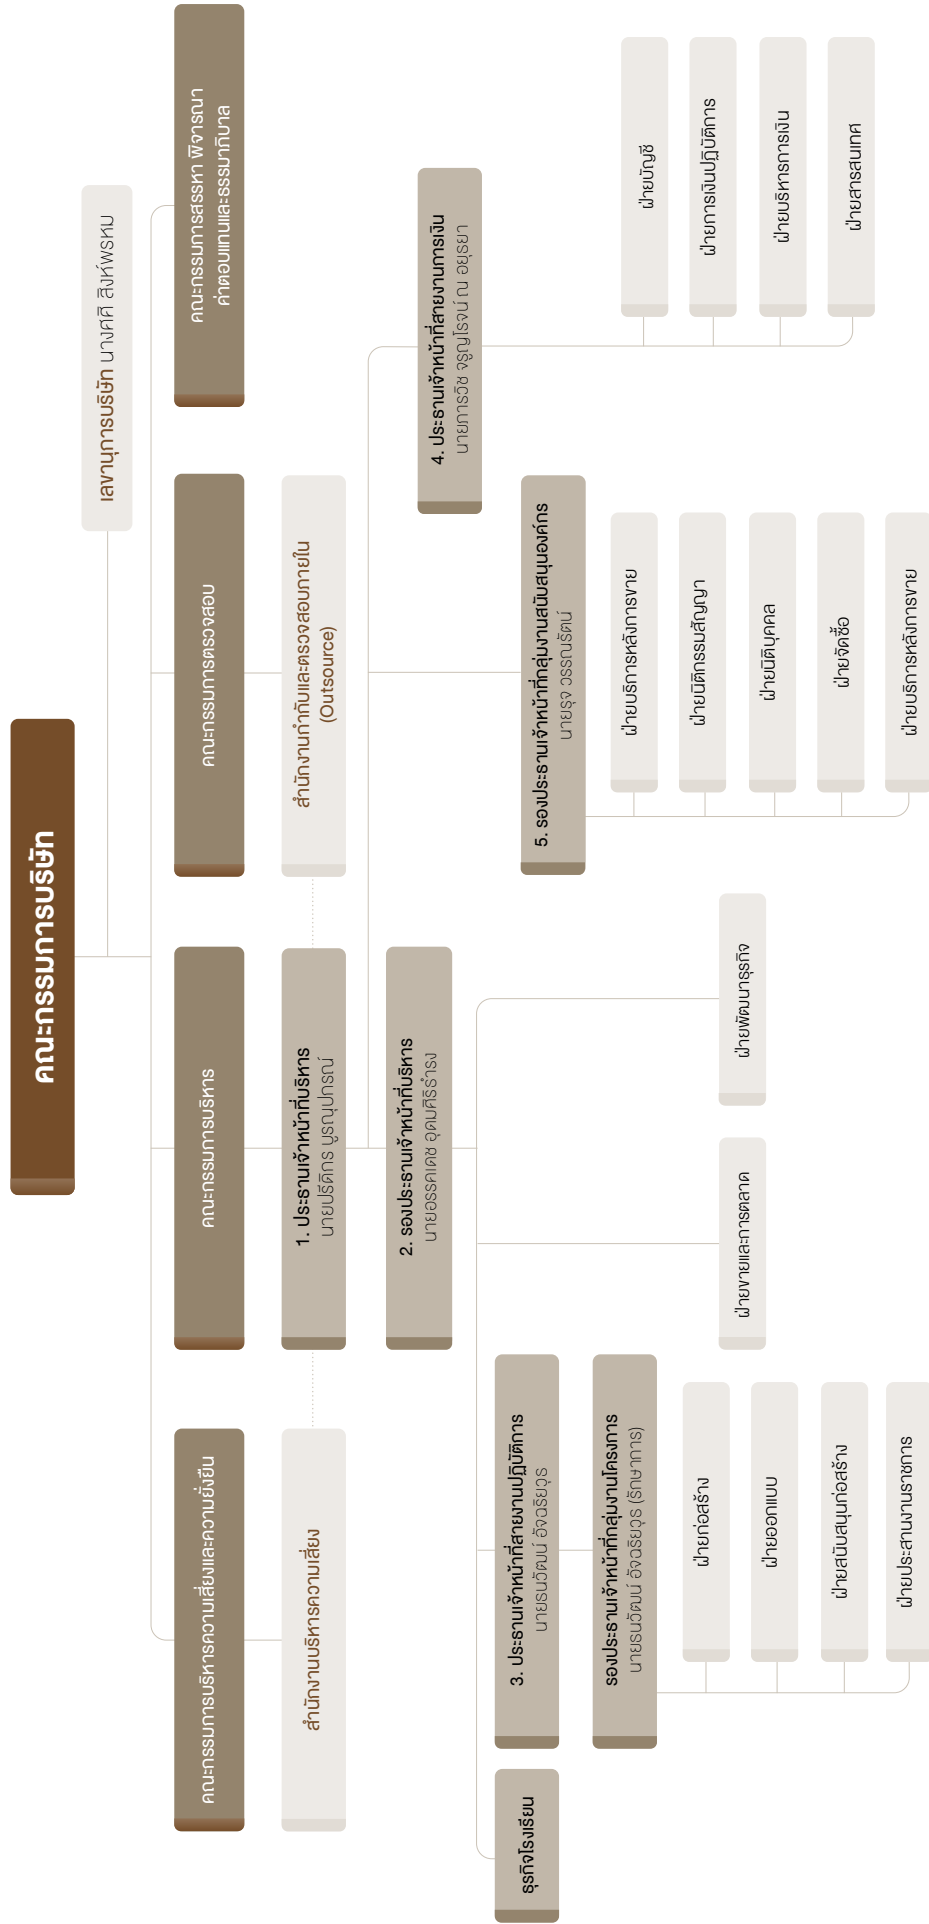 คณะกรรมการบริษัท
เลขานุการบริษัท นางศศิ สิงห์พรหม
คณะกรรมการบริหารความเสี่ยงและความยั่งยืน
คณะกรรมการบริหาร
คณะกรรมการตรวจสอบ
คณะกรรมการสรรหา พิจารณา
ค่าตอบแทนและธรรมาภิบาล
สำนักงานบริหารความเสี่ยง
1. ประธานเจ้าหน้าที่บริหาร
นายปรีดิกร บูรณุปกรณ์
สำนักงานกำกับและตรวจสอบภายใน
(Outsource)
2. รองประธานเจ้าหน้าที่บริหาร
นายอรรคเดช อุดมศิริธำรง
4. ประธานเจ้าหน้าที่สายงานการเงิน
นายการวิช จรูญโรจน์ ณ อยุธยา
ธุรกิจโรงเรียน
3. ประธานเจ้าหน้าที่สายงานปฏิบัติการ
นายธนวัฒน์ อัจฉริยวุธ
5. รองประธานเจ้าหน้าที่กลุ่มงานสนับสนุนองค์กร
นายรุจ วรรณรัตน์
รองประธานเจ้าหน้าที่กลุ่มงานโครงการ
นายธนวัฒน์ อัจฉริยวุธ (รักษาการ)
ฝ่ายขายและการตลาด
ฝ่ายพัฒนาธุรกิจ
ฝ่ายก่อสร้าง
ฝ่ายออกแบบ
ฝ่ายสนับสนุนก่อสร้าง
ฝ่ายประสานงานราชการ
ฝ่ายบริการหลังการขาย
ฝ่ายนิติกรรมสัญญา
ฝ่ายนิติบุคคล
ฝ่ายจัดซื้อ
ฝ่ายบริการหลังการขาย
ฝ่ายบัญชี
ฝ่ายการเงินปฏิบัติการ
ฝ่ายบริหารการเงิน
ฝ่ายสารสนเทศ